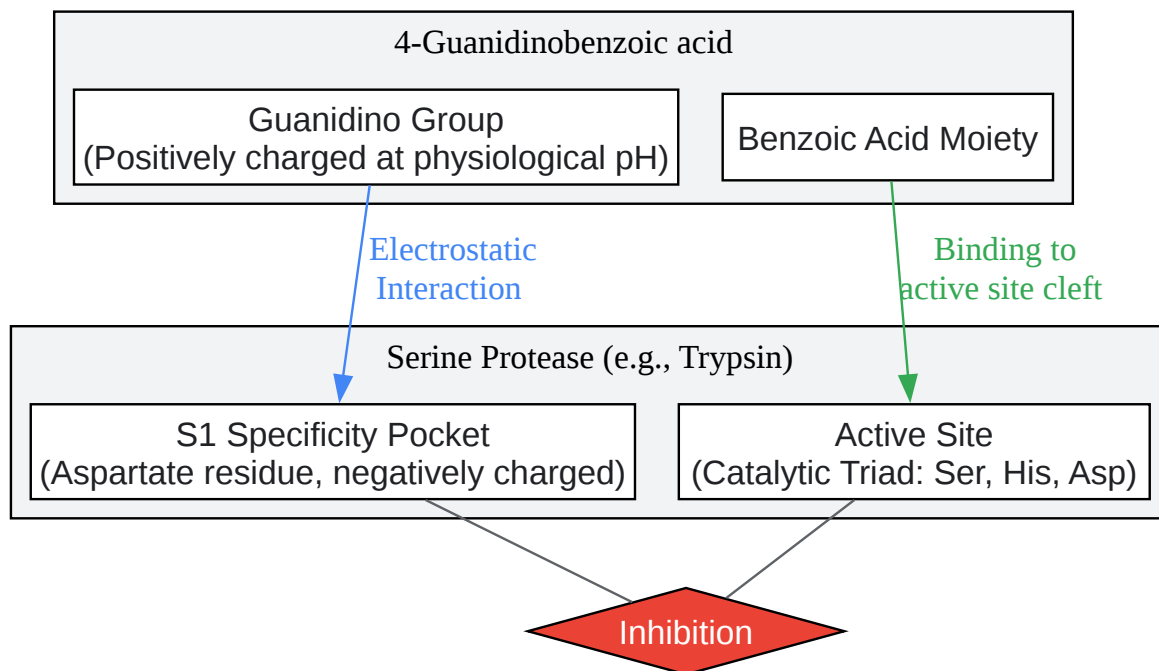 4-Guanidinobenzoic acid
Guanidino Group
(Positively charged at physiological pH)
Benzoic Acid Moiety
Electrostatic
Interaction
Binding to
active site cleft
Serine Protease (e.g., Trypsin)
S1 Specificity Pocket
(Aspartate residue, negatively charged)
Active Site
(Catalytic Triad: Ser, His, Asp)
Inhibition